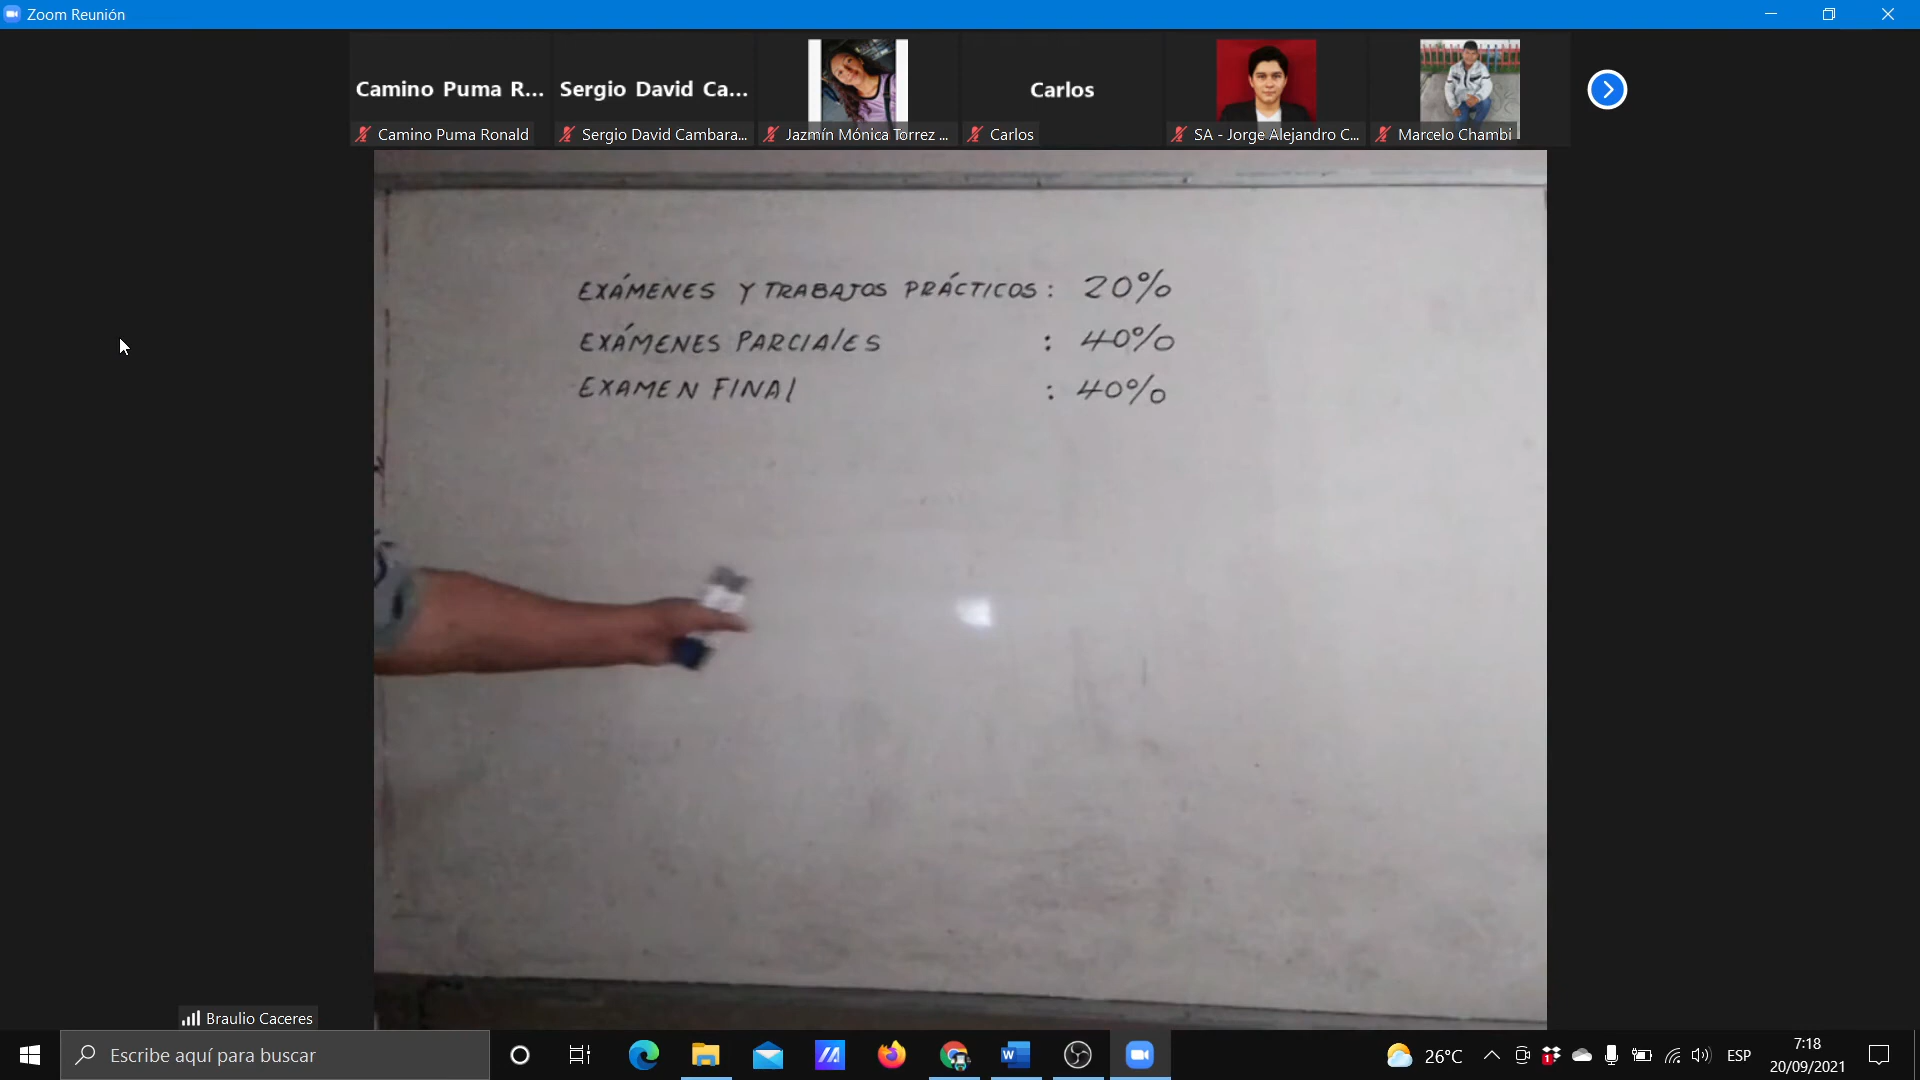 Zoom Reunión
Camino Puma R...
Sergio David Ca...
Carlos
Camino Puma Ronald
Sergio David Cambara...
Jazmín Mónica Torrez ...
Carlos
SA - Jorge Alejandro C...
Marcelo Chambi
EXÁMENES Y TRABAJOS PRÁCTICOS : 20%
EXÁMENES PARCIALES : 40%
EXAMEN FINAL : 40%
Braulio Caceres
Escribe aquí para buscar
26°C
ESP
7:18
20/09/2021